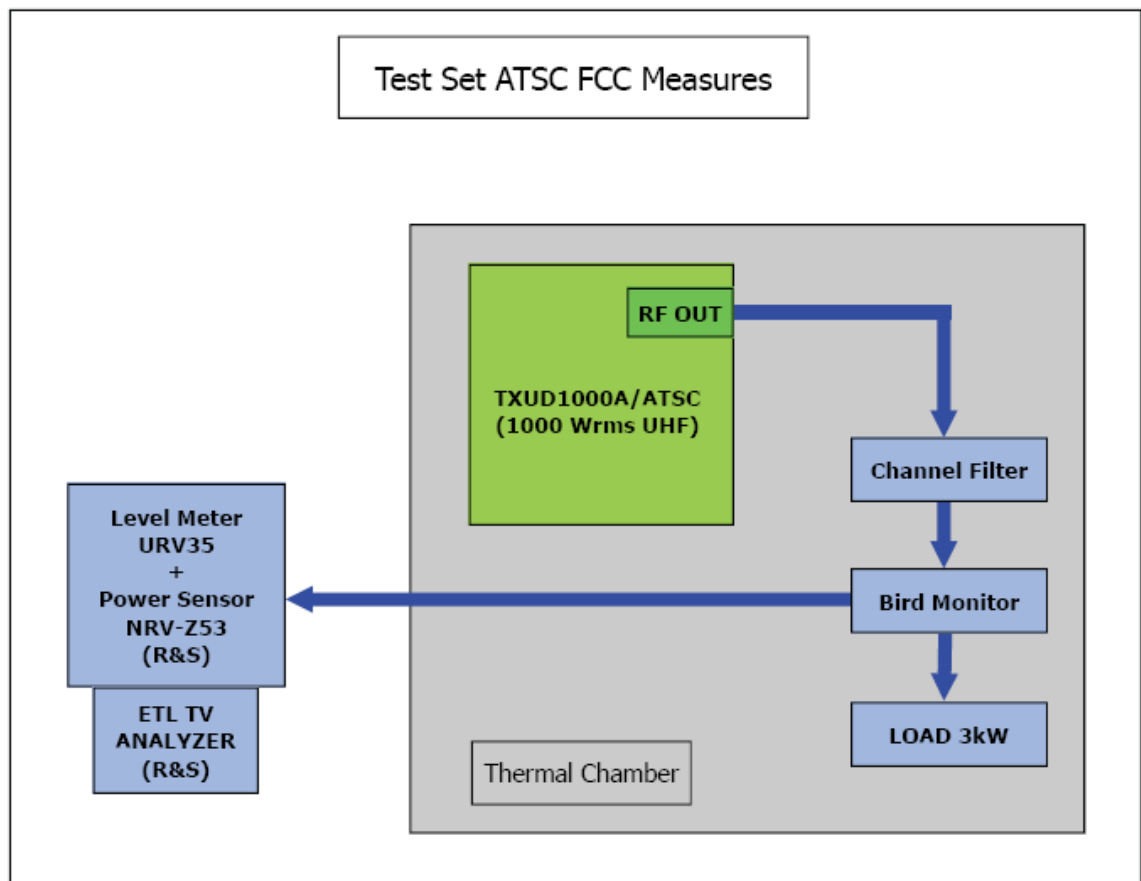 Test Set ATSC FCC Measures
RF OUT
TXUD1000A/ATSC
(1000 Wrms UHF)
Channel Filter
Level Meter
URV35
+
Power Sensor
NRV-Z53
(R&S)
Bird Monitor
ETL TV
ANALYZER
(R&S)
LOAD 3kW
Thermal Chamber